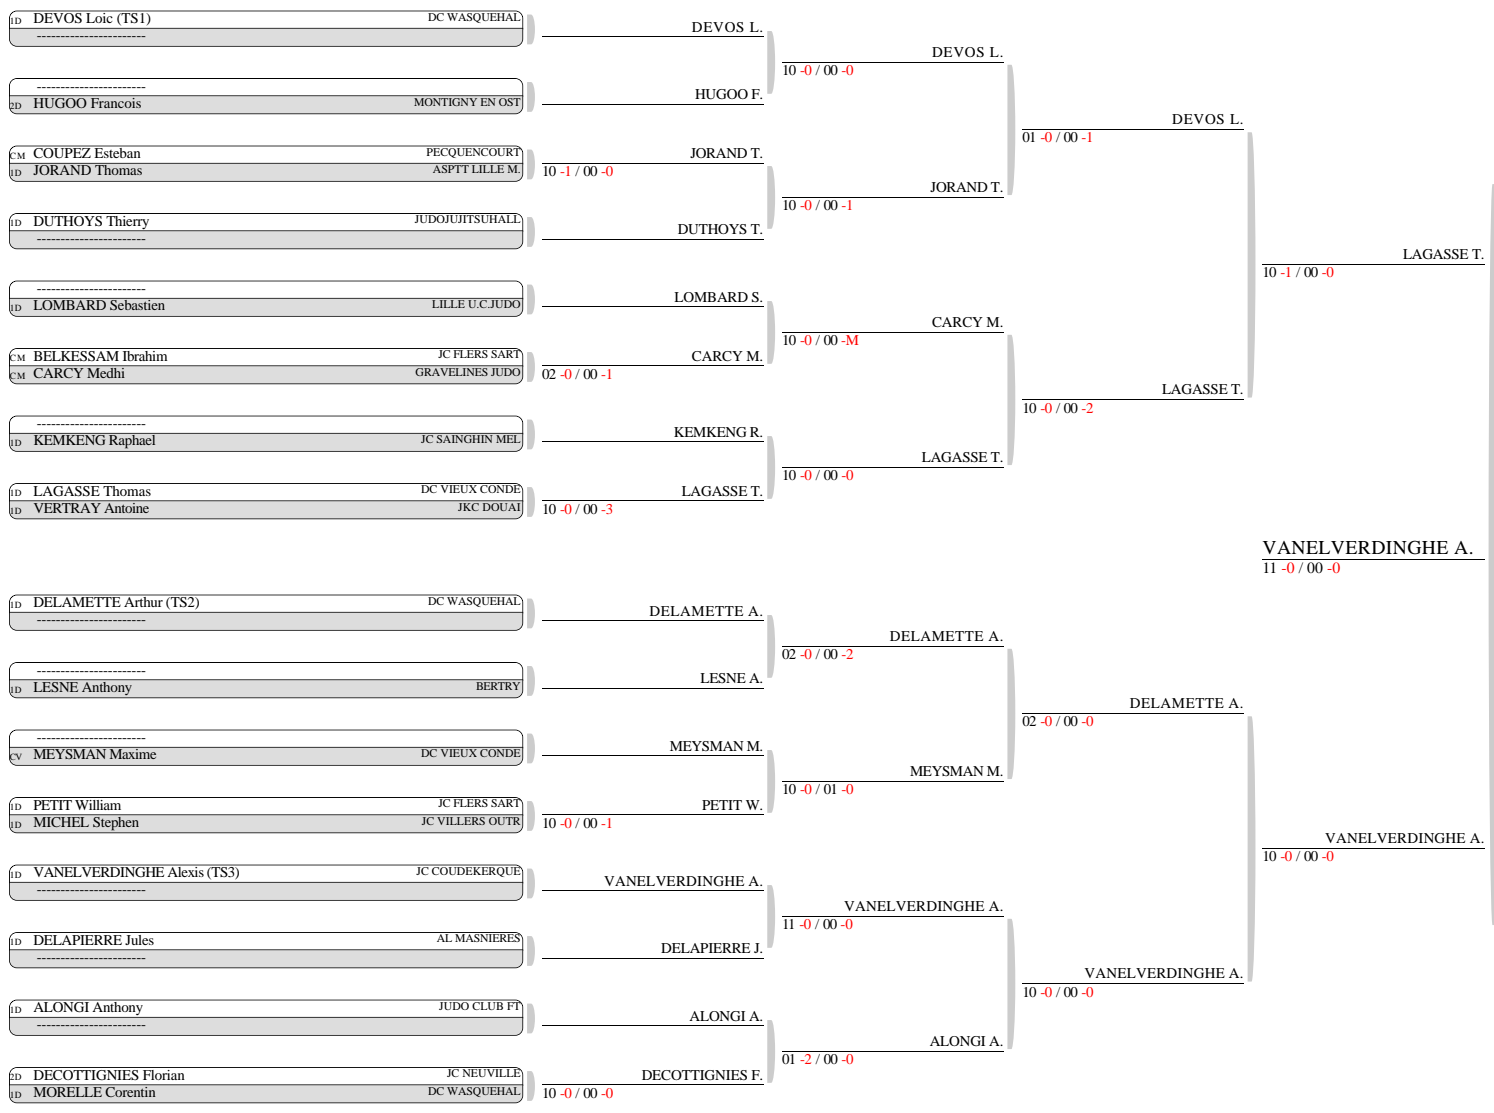 1D DEVOS Loic (TS1) DC WASQUEHAL
-----------------------
-----------------------
2D HUGOO Francois MONTIGNY EN OST
CM COUPEZ Esteban PECQUENCOURT
1D JORAND Thomas ASPTT LILLE M.
1D DUTHOYS Thierry JUDOJUJITSUHALL
-----------------------
-----------------------
1D LOMBARD Sebastien LILLE U.C.JUDO
CM BELKESSAM Ibrahim JC FLERS SART
CM CARCY Medhi GRAVELINES JUDO
-----------------------
1D KEMKENG Raphael JC SAINGHIN MEL
1D LAGASSE Thomas DC VIEUX CONDE
1D VERTRAY Antoine JKC DOUAI
1D DELAMETTE Arthur (TS2) DC WASQUEHAL
-----------------------
-----------------------
1D LESNE Anthony BERTRY
-----------------------
CV MEYSMAN Maxime DC VIEUX CONDE
1D PETIT William JC FLERS SART
1D MICHEL Stephen JC VILLERS OUTR
1D VANELVERDINGHE Alexis (TS3) JC COUDEKERQUE
-----------------------
1D DELAPIERRE Jules AL MASNIERES
-----------------------
1D ALONGI Anthony JUDO CLUB FT
-----------------------
2D DECOTTIGNIES Florian JC NEUVILLE
1D MORELLE Corentin DC WASQUEHAL
DEVOS L.
HUGOO F.
JORAND T.
10 -1 / 00 -0
DUTHOYS T.
LOMBARD S.
CARCY M.
02 -0 / 00 -1
KEMKENG R.
LAGASSE T.
10 -0 / 00 -3
DELAMETTE A.
LESNE A.
MEYSMAN M.
PETIT W.
10 -0 / 00 -1
VANELVERDINGHE A.
DELAPIERRE J.
ALONGI A.
DECOTTIGNIES F.
10 -0 / 00 -0
DEVOS L.
10 -0 / 00 -0
JORAND T.
10 -0 / 00 -1
CARCY M.
10 -0 / 00 -M
LAGASSE T.
10 -0 / 00 -0
DELAMETTE A.
02 -0 / 00 -2
MEYSMAN M.
10 -0 / 01 -0
VANELVERDINGHE A.
11 -0 / 00 -0
ALONGI A.
01 -2 / 00 -0
DEVOS L.
01 -0 / 00 -1
LAGASSE T.
10 -0 / 00 -2
DELAMETTE A.
02 -0 / 00 -0
VANELVERDINGHE A.
10 -0 / 00 -0
LAGASSE T.
10 -1 / 00 -0
VANELVERDINGHE A.
11 -0 / 00 -0
VANELVERDINGHE A.
10 -0 / 00 -0